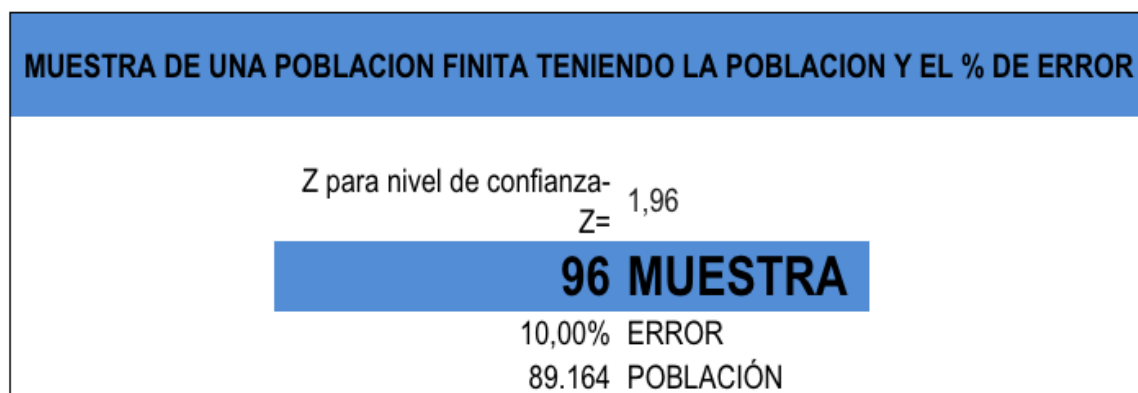 MUESTRA DE UNA POBLACION FINITA TENIENDO LA POBLACION Y EL % DE ERROR
Z para nivel de confianza-
Z= 1,96
96 MUESTRA
10,00% ERROR
89.164 POBLACIÓN